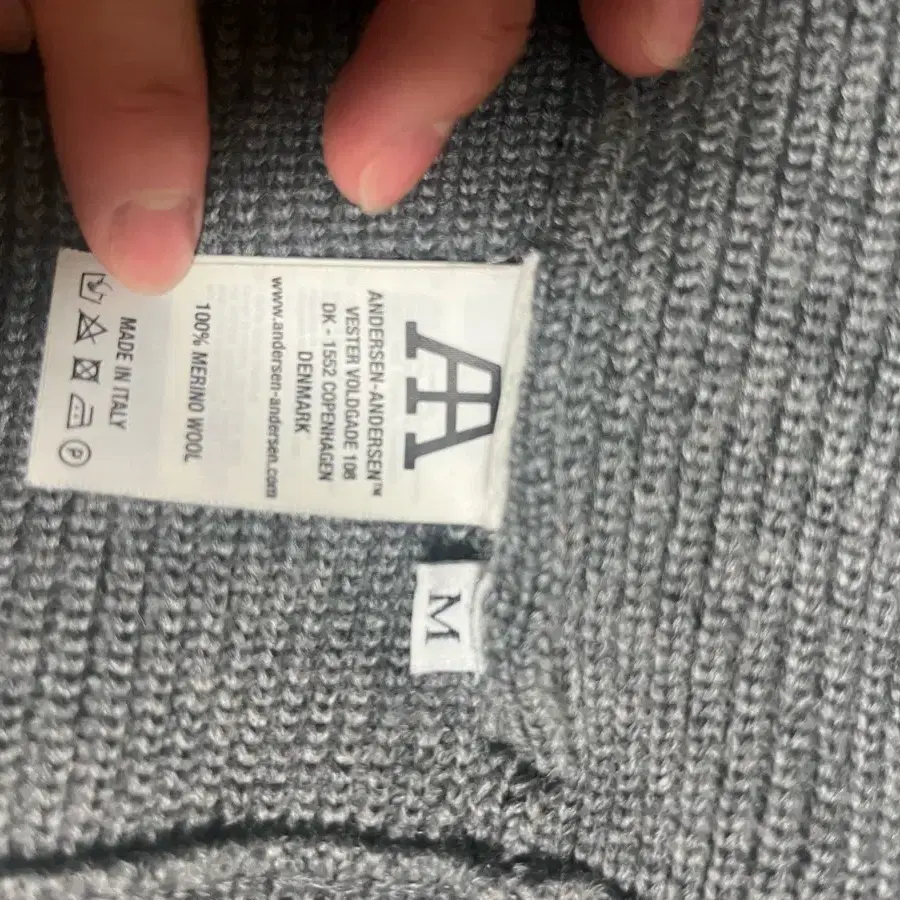 AA
ANDERSEN-ANDERSEN™
VESTER VOLDGADE 108
DK - 1552 COPENHAGEN
DENMARK
www.andersen-andersen.com
100% MERINO WOOL
MADE IN ITALY
P
M